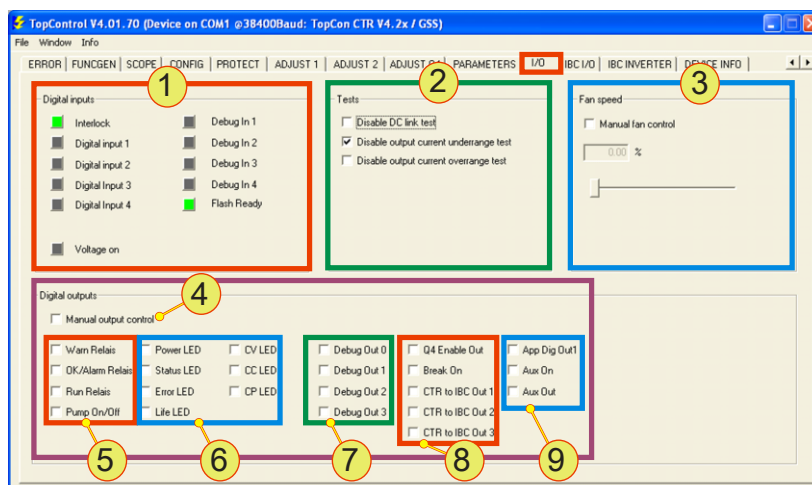 TopControl V4.01.70 (Device on COM1 @38400Baud: TopCon CTR V4.2x / GSS)
File Window Info
ERROR FUNCGEN SCOPE CONFIG PROTECT ADJUST 1 ADJUST 2 PARAMETERS I/O IBC I/O IBC INVERTER DEVICE INFO
1
2
3
Digital inputs
Interlock
Digital input 1
Digital input 2
Digital Input 3
Digital Input 4
Voltage on
Debug In 1
Debug In 2
Debug In 3
Debug In 4
Flash Ready
Tests
Disable DC link test
Disable output current underrange test
Disable output current overrange test
Fan speed
Manual fan control
0.00 %
Digital outputs
Manual output control
4
Warn Relais
OK/Alarm Relais
Run Relais
Pump On/Off
Power LED
Status LED
Error LED
Life LED
CV LED
CC LED
CP LED
Debug Out 0
Debug Out 1
Debug Out 2
Debug Out 3
Q4 Enable Out
Break On
CTR to IBC Out 1
CTR to IBC Out 2
CTR to IBC Out 3
App Dig Out1
Aux On
Aux Out
5
6
7
8
9